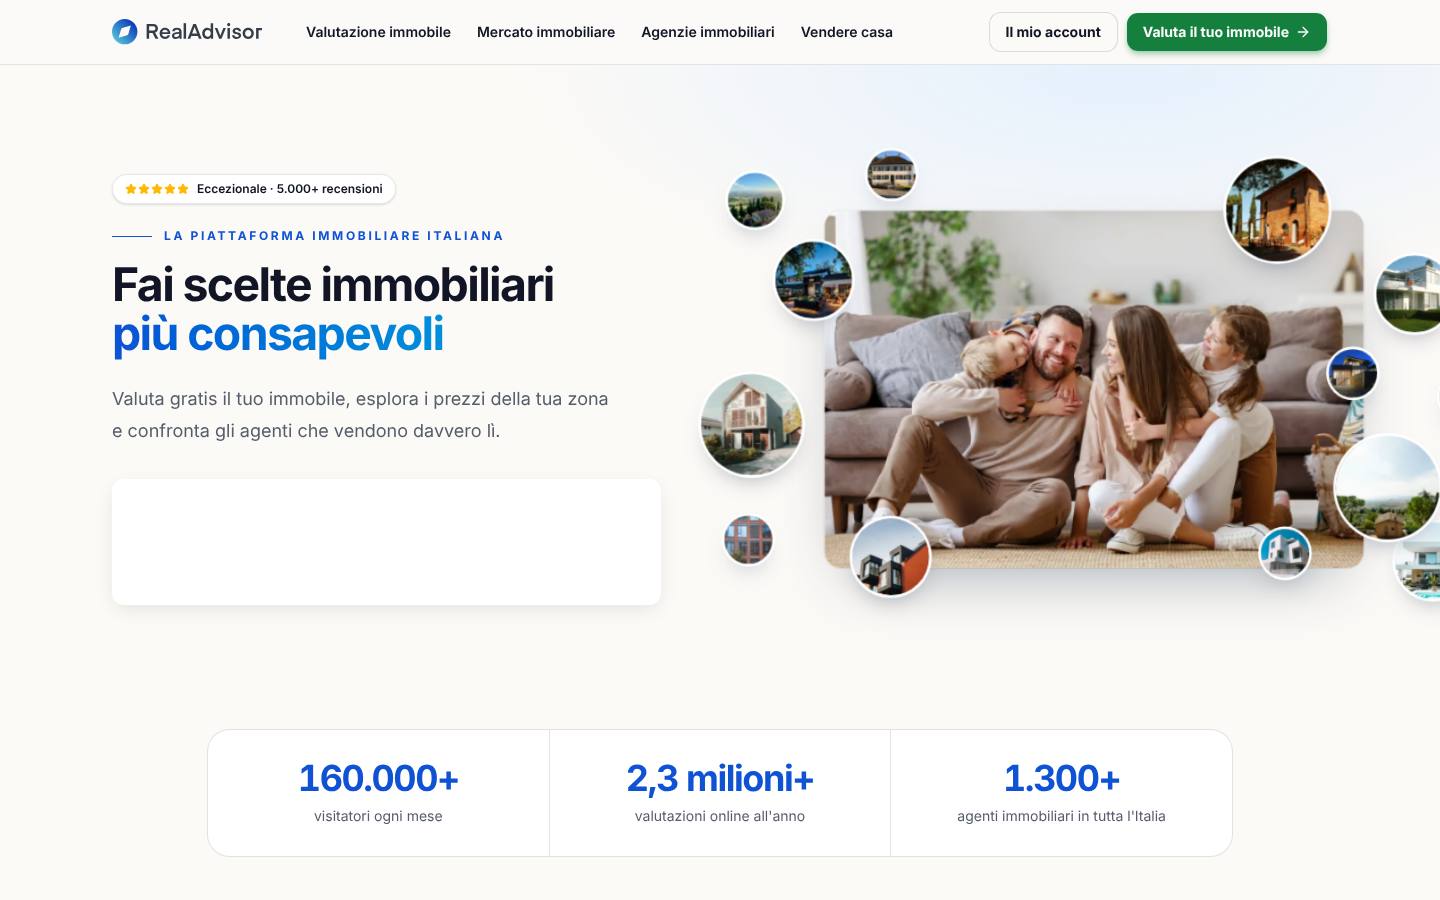 RealAdvisor
Valutazione immobile
Mercato immobiliare
Agenzie immobiliari
Vendere casa
Il mio account
Valuta il tuo immobile →
Eccezionale · 5.000+ recensioni
LA PIATTAFORMA IMMOBILIARE ITALIANA
Fai scelte immobiliari
più consapevoli
Valuta gratis il tuo immobile, esplora i prezzi della tua zona
e confronta gli agenti che vendono davvero lì.
160.000+
visitatori ogni mese
2,3 milioni+
valutazioni online all'anno
1.300+
agenti immobiliari in tutta l'Italia